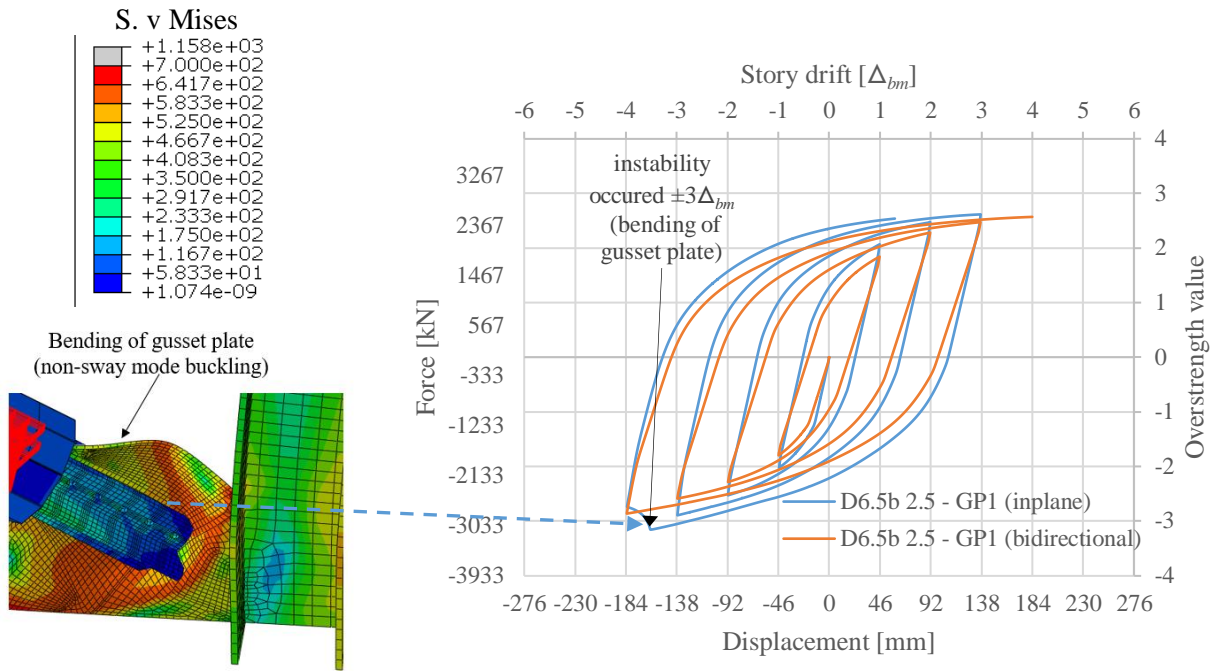 S. v Mises
+1.158e+03
+7.000e+02
+6.417e+02
+5.833e+02
+5.250e+02
+4.667e+02
+4.083e+02
+3.500e+02
+2.917e+02
+2.333e+02
+1.750e+02
+1.167e+02
+5.833e+01
+1.074e-09
Bending of gusset plate
(non-sway mode buckling)
Story drift [Δbm]
-6 -5 -4 -3 -2 -1 0 1 2 3 4 5 6
instability
occured ±3Δbm
(bending of
gusset plate)
Force [kN]
3267
2367
1467
567
-333
-1233
-2133
-3033
-3933
4
3
2
1
0
-1
-2
-3
-4
Overstrength value
D6.5b 2.5 - GP1 (inplane)
D6.5b 2.5 - GP1 (bidirectional)
-276 -230 -184 -138 -92 -46 0 46 92 138 184 230 276
Displacement [mm]